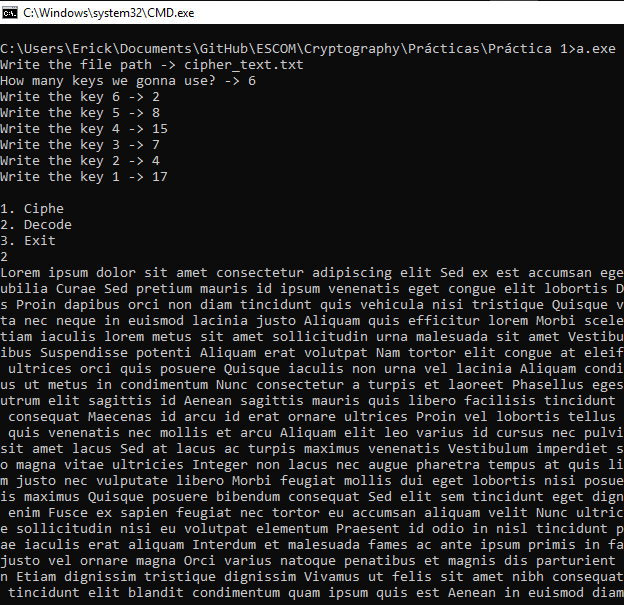 C:\Windows\system32\CMD.exe
C:\Users\Erick\Documents\GitHub\ESCOM\Cryptography\Prácticas\Práctica 1>a.exe
Write the file path -> cipher_text.txt
How many keys we gonna use? -> 6
Write the key 6 -> 2
Write the key 5 -> 8
Write the key 4 -> 15
Write the key 3 -> 7
Write the key 2 -> 4
Write the key 1 -> 17
1. Ciphe
2. Decode
3. Exit
2
Lorem ipsum dolor sit amet consectetur adipiscing elit Sed ex est accumsan ege
ubilia Curae Sed pretium mauris id ipsum venenatis eget congue elit lobortis D
s Proin dapibus orci non diam tincidunt quis vehicula nisi tristique Quisque v
ta nec neque in euismod lacinia justo Aliquam quis efficitur lorem Morbi scele
tiam iaculis lorem metus sit amet sollicitudin urna malesuada sit amet Vestibu
ibus Suspendisse potenti Aliquam erat volutpat Nam tortor elit congue at eleif
ultrices orci quis posuere Quisque iaculis non urna vel lacinia Aliquam condi
us ut metus in condimentum Nunc consectetur a turpis et laoreet Phasellus eges
utrum elit sagittis id Aenean sagittis mauris quis libero facilisis tincidunt
consequat Maecenas id arcu id erat ornare ultrices Proin vel lobortis tellus
quis venenatis nec mollis et arcu Aliquam elit leo varius id cursus nec pulvi
sit amet lacus Sed at lacus ac turpis maximus venenatis Vestibulum imperdiet s
o magna vitae ultricies Integer non lacus nec augue pharetra tempus at quis li
m justo nec vulputate libero Morbi feugiat mollis dui eget lobortis nisi posue
is maximus Quisque posuere bibendum consequat Sed elit sem tincidunt eget dign
enim Fusce ex sapien feugiat nec tortor eu accumsan aliquam velit Nunc ultric
e sollicitudin nisi eu volutpat elementum Praesent id odio in nisl tincidunt p
ae iaculis erat aliquam Interdum et malesuada fames ac ante ipsum primis in fa
justo vel ornare magna Orci varius natoque penatibus et magnis dis parturient
n Etiam dignissim tristique dignissim Vivamus ut felis sit amet nibh consequat
tincidunt elit blandit condimentum quam ipsum quis est Aenean in euismod diam